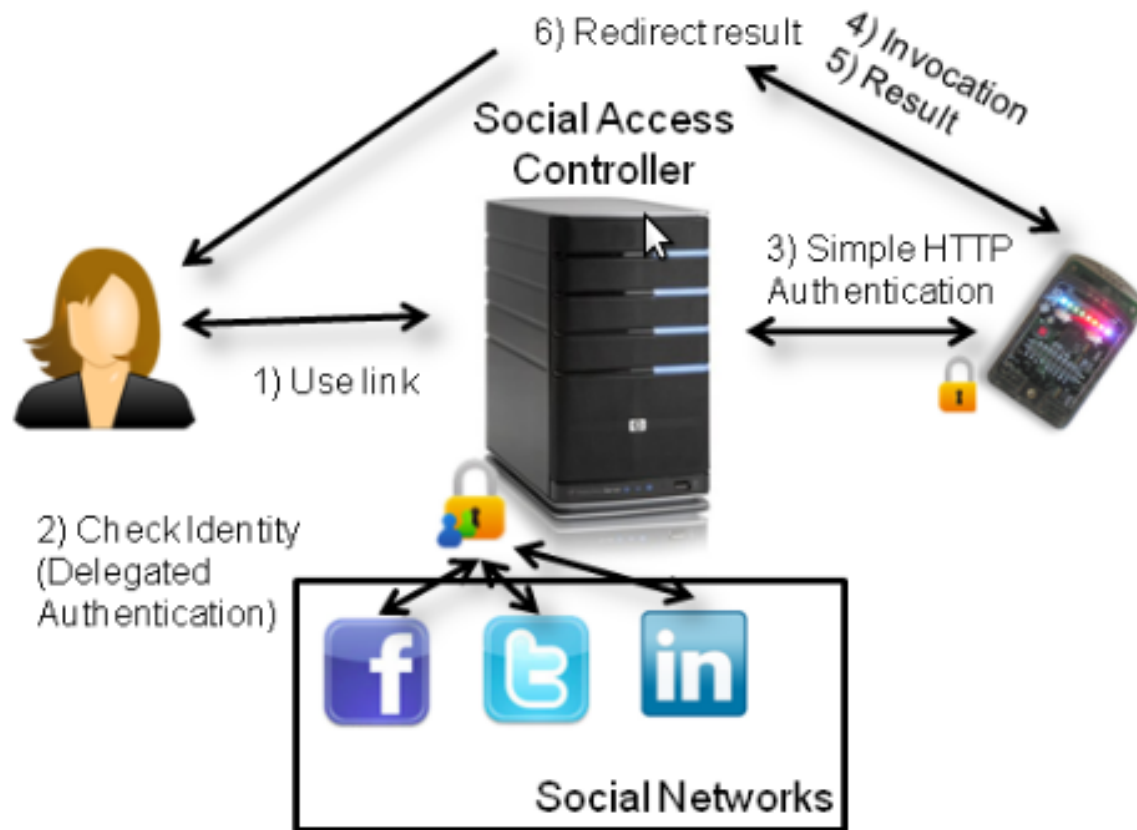 6) Redirect result
4) Invocation
5) Result
Social Access
Controller
3) Simple HTTP
Authentication
1) Use link
2) Check Identity
(Delegated
Authentication)
f
t
in
Social Networks